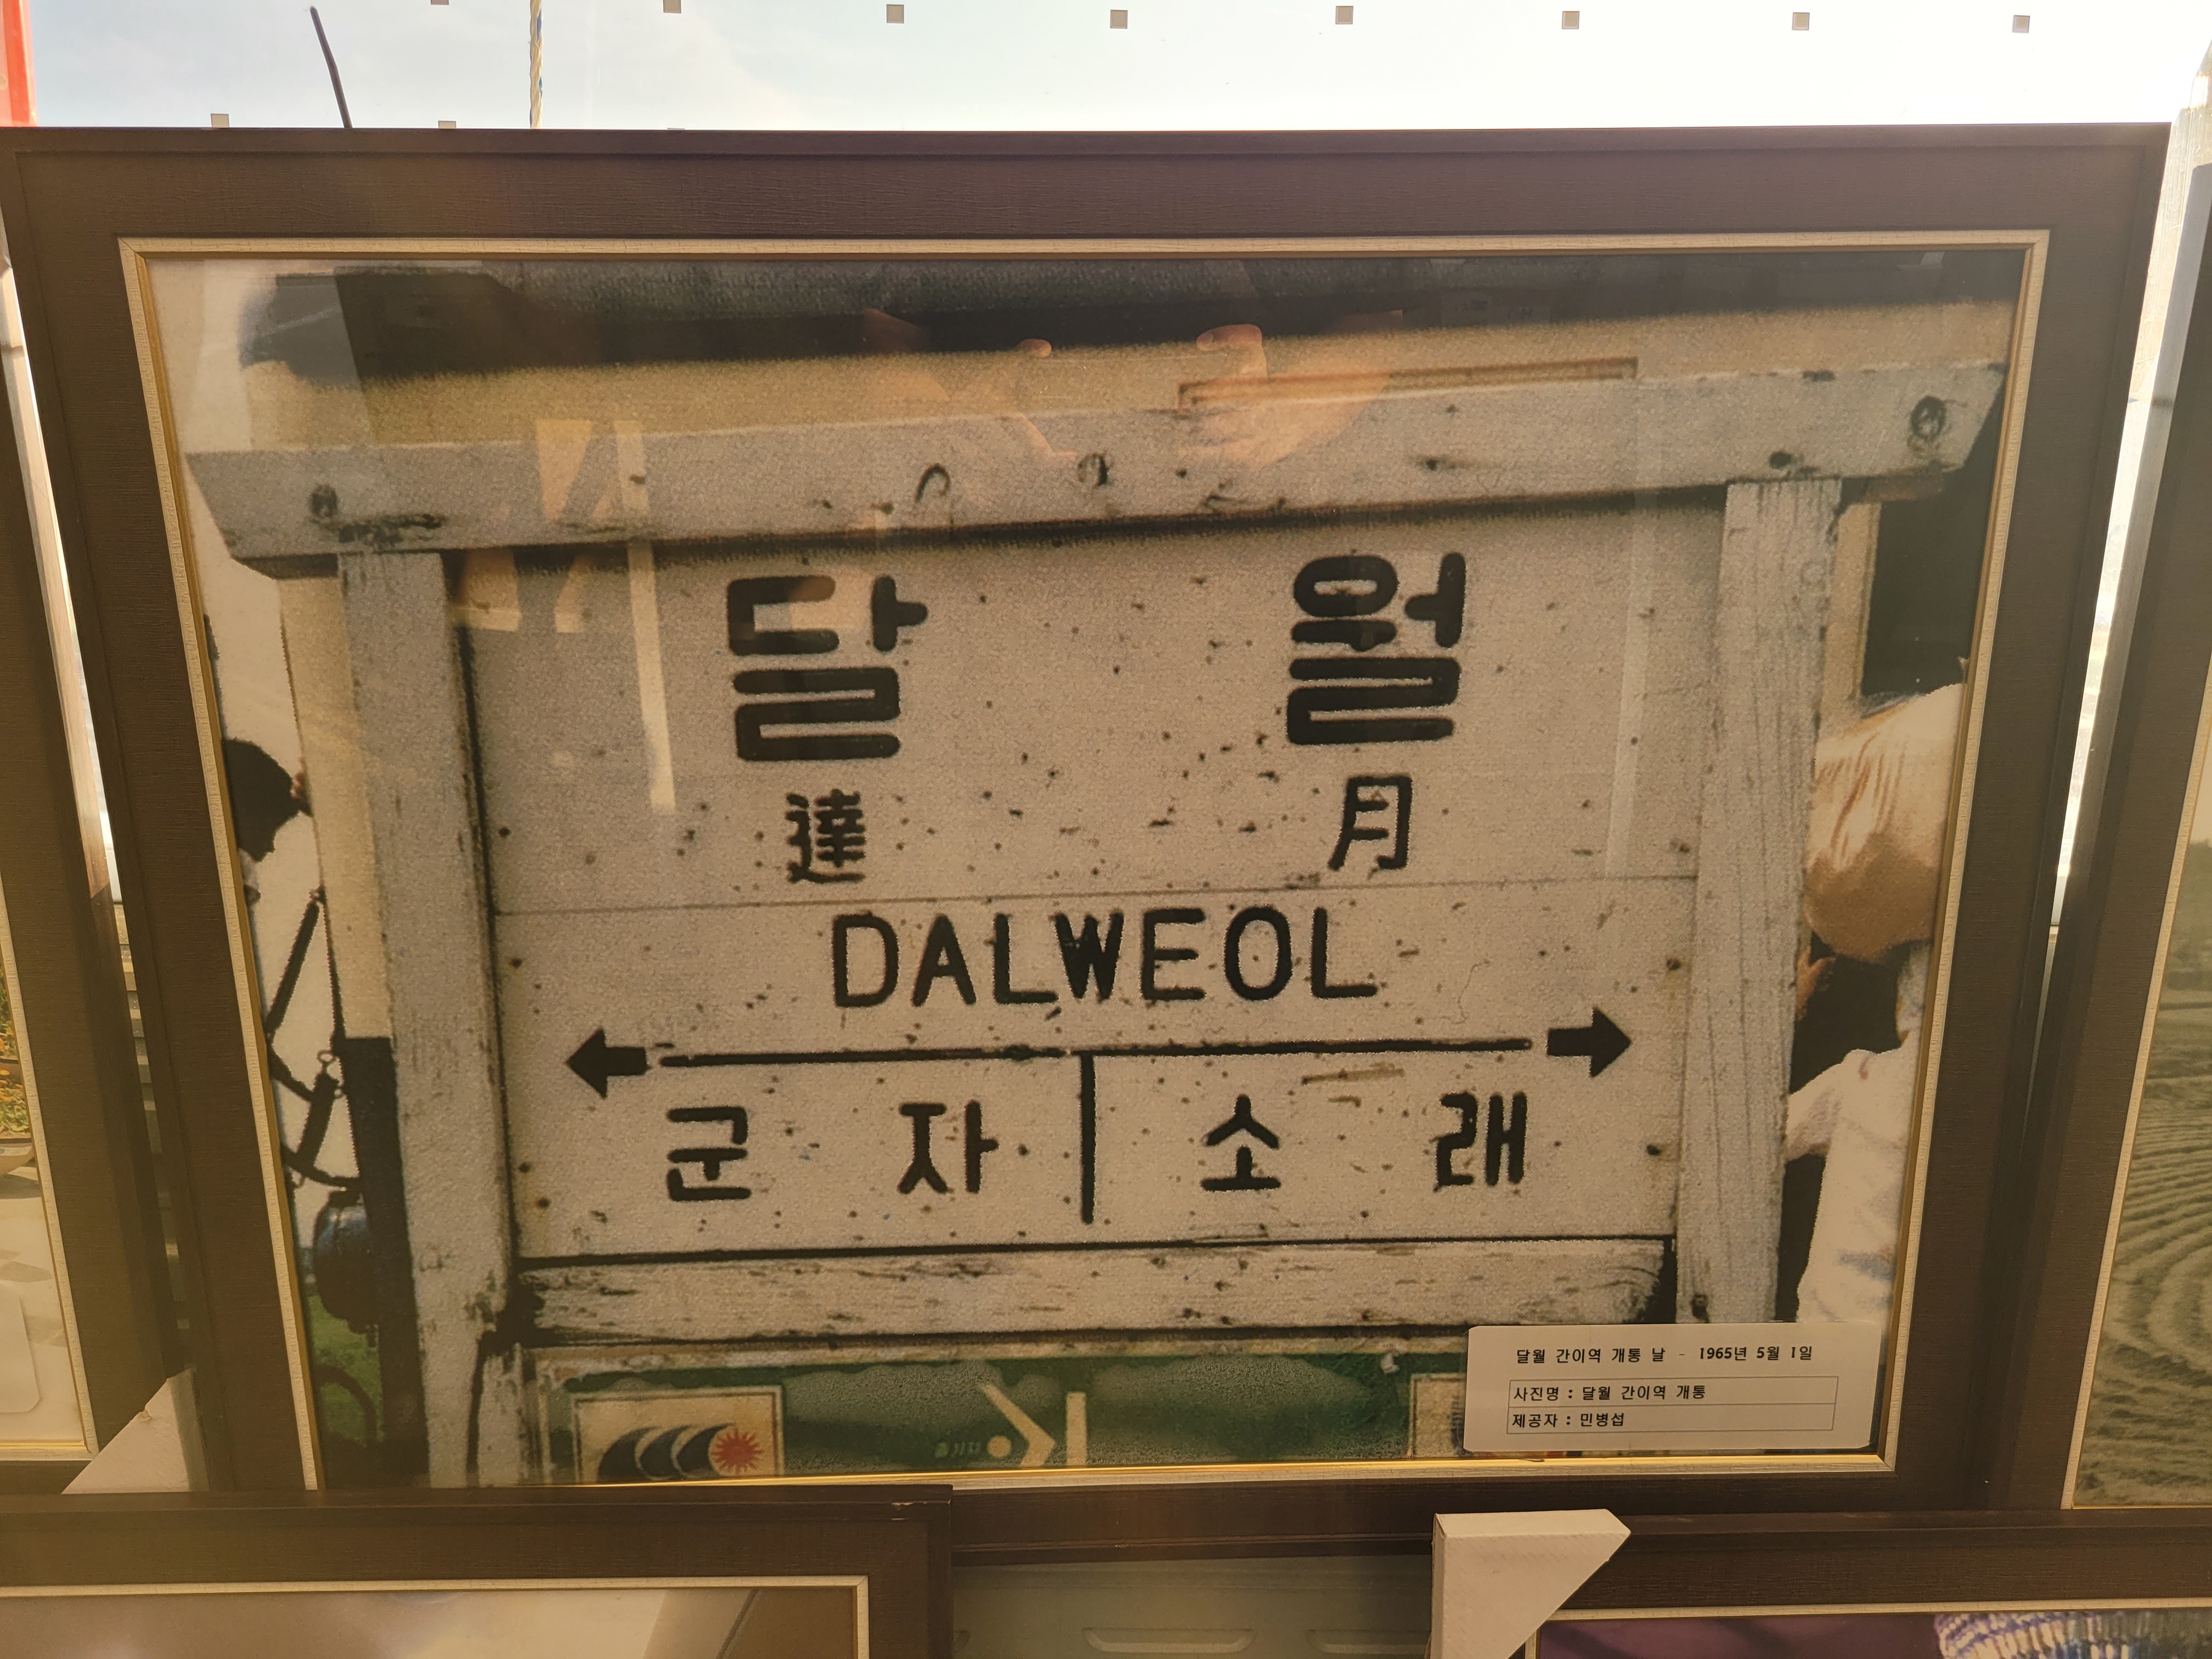 달 월
達 月
DALWEOL
군 자 소 래
달월 간이역 개통 날 - 1965년 5월 1일
사진명 : 달월 간이역 개통
제공자 : 민병섭